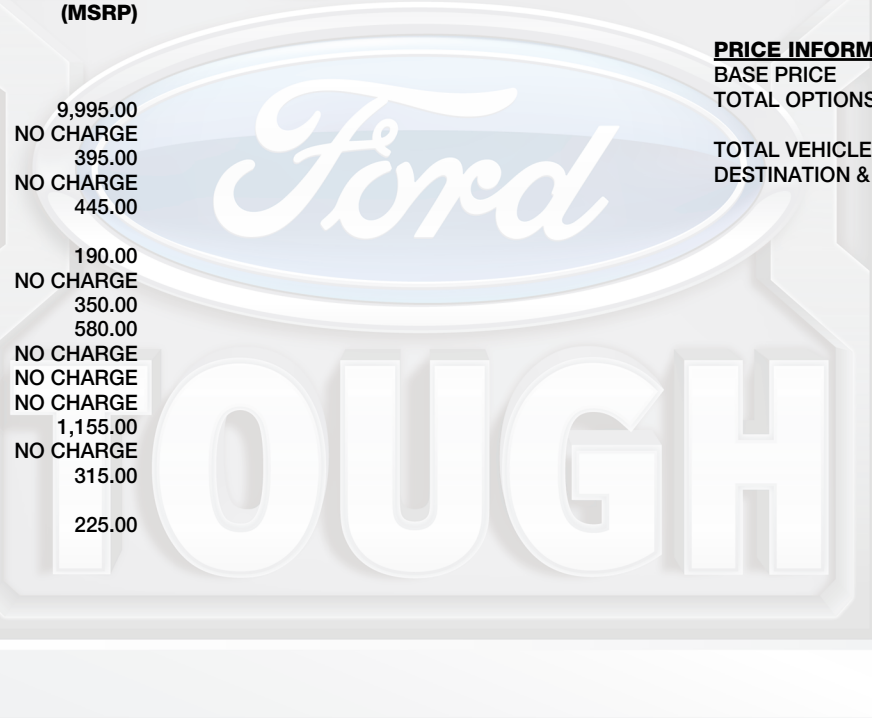 (MSRP)
9,995.00
NO CHARGE
395.00
NO CHARGE
445.00
190.00
NO CHARGE
350.00
580.00
NO CHARGE
NO CHARGE
NO CHARGE
1,155.00
NO CHARGE
315.00
225.00
PRICE INFORM
BASE PRICE
TOTAL OPTIONS
TOTAL VEHICLE
DESTINATION &
Ford
TOUGH